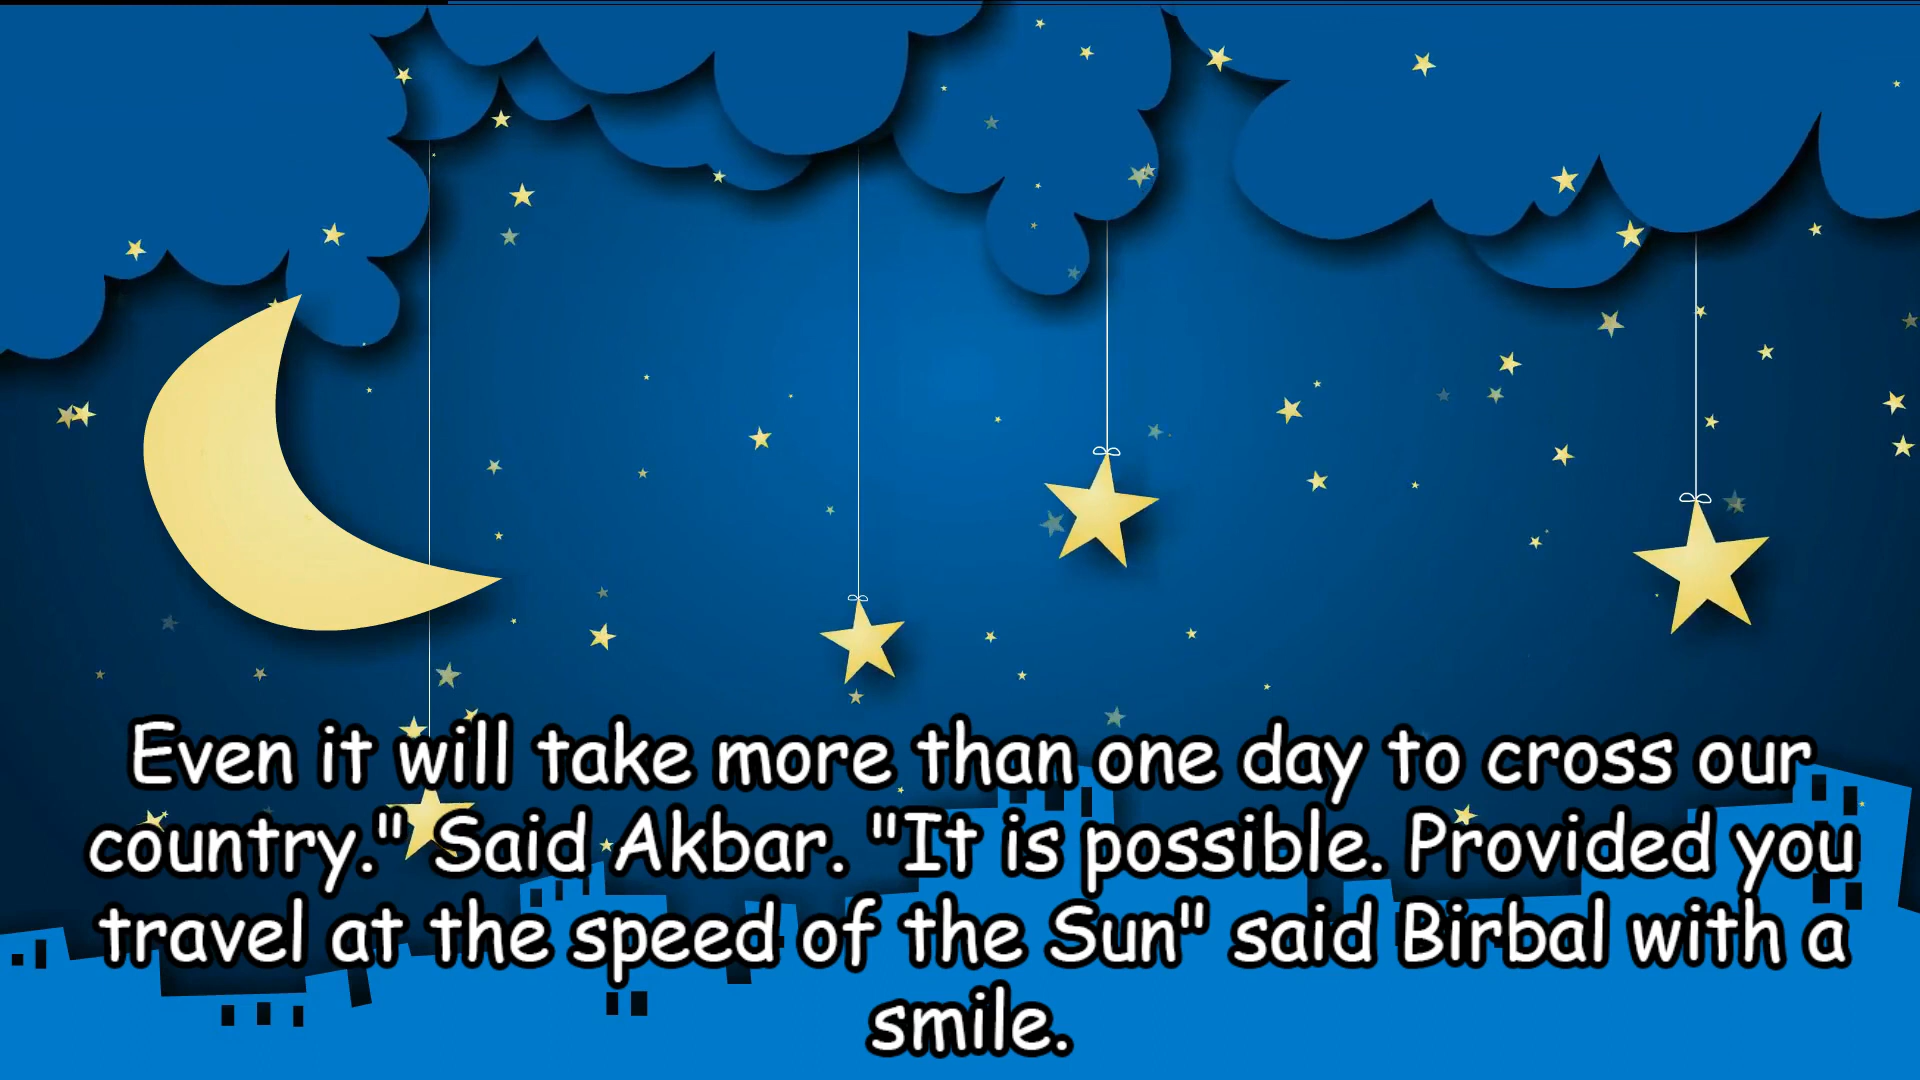 Even it will take more than one day to cross our
country." Said Akbar. "It is possible. Provided you
travel at the speed of the Sun" said Birbal with a
smile.